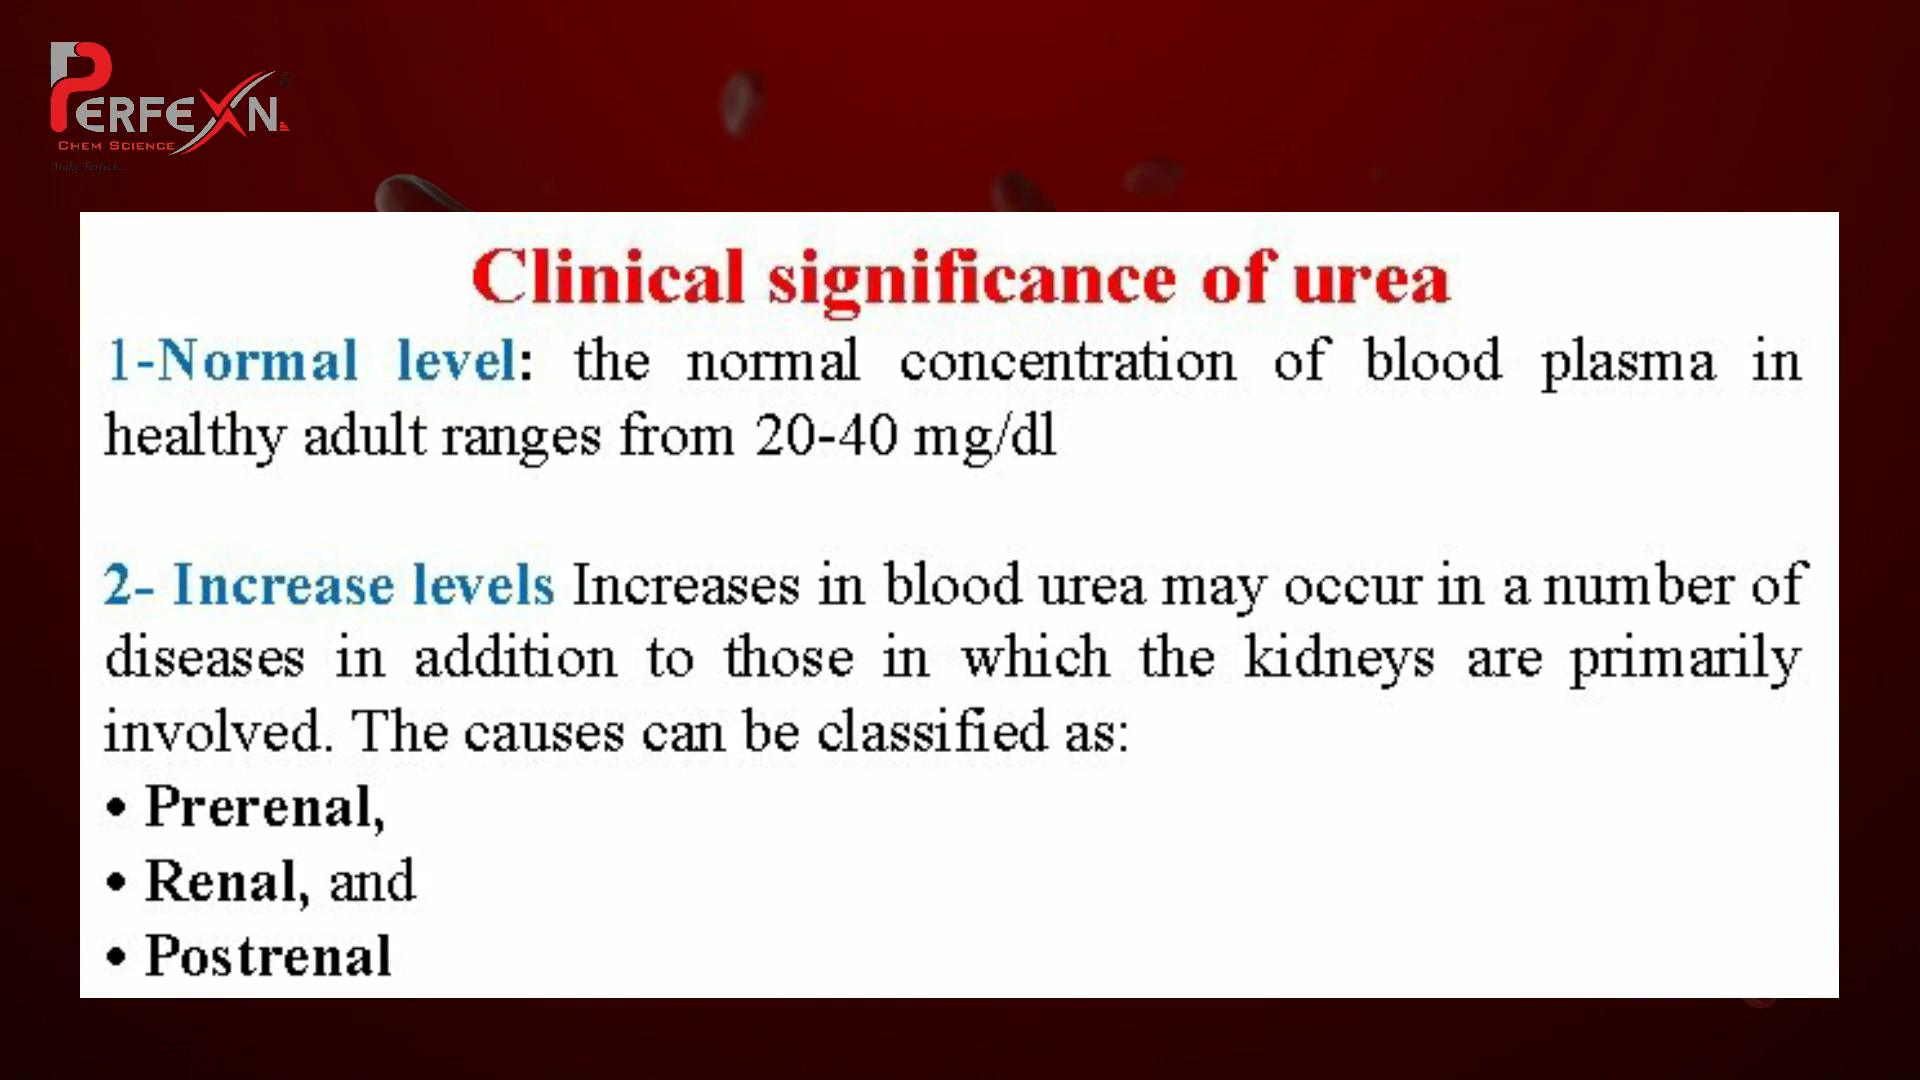 PERFEXN
CHEM SCIENCE
Make Perfect...
Clinical significance of urea
1-Normal level: the normal concentration of blood plasma in
healthy adult ranges from 20-40 mg/dl
2- Increase levels Increases in blood urea may occur in a number of
diseases in addition to those in which the kidneys are primarily
involved. The causes can be classified as:
• Prerenal,
• Renal, and
• Postrenal